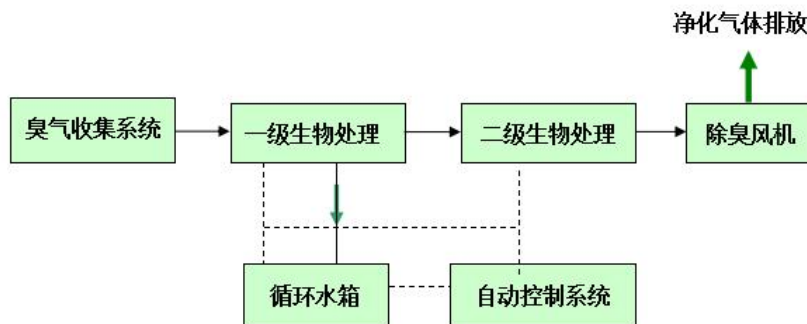 净化气体排放
臭气收集系统
一级生物处理
二级生物处理
除臭风机
循环水箱
自动控制系统